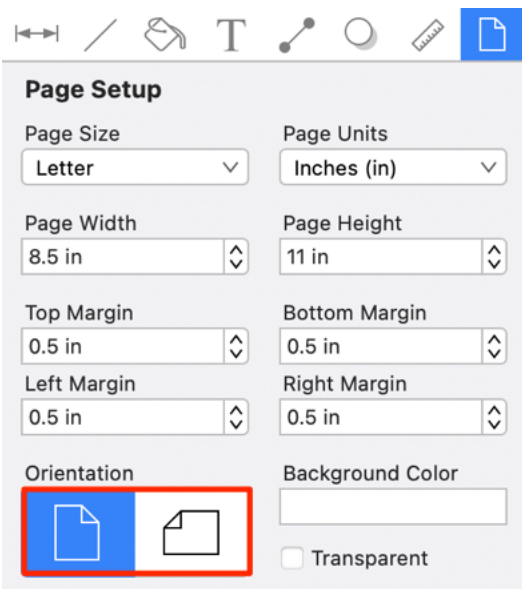 T
Page Setup
Page Size Page Units
Letter Inches (in)
Page Width Page Height
8.5 in 11 in
Top Margin Bottom Margin
0.5 in 0.5 in
Left Margin Right Margin
0.5 in 0.5 in
Orientation Background Color
Transparent